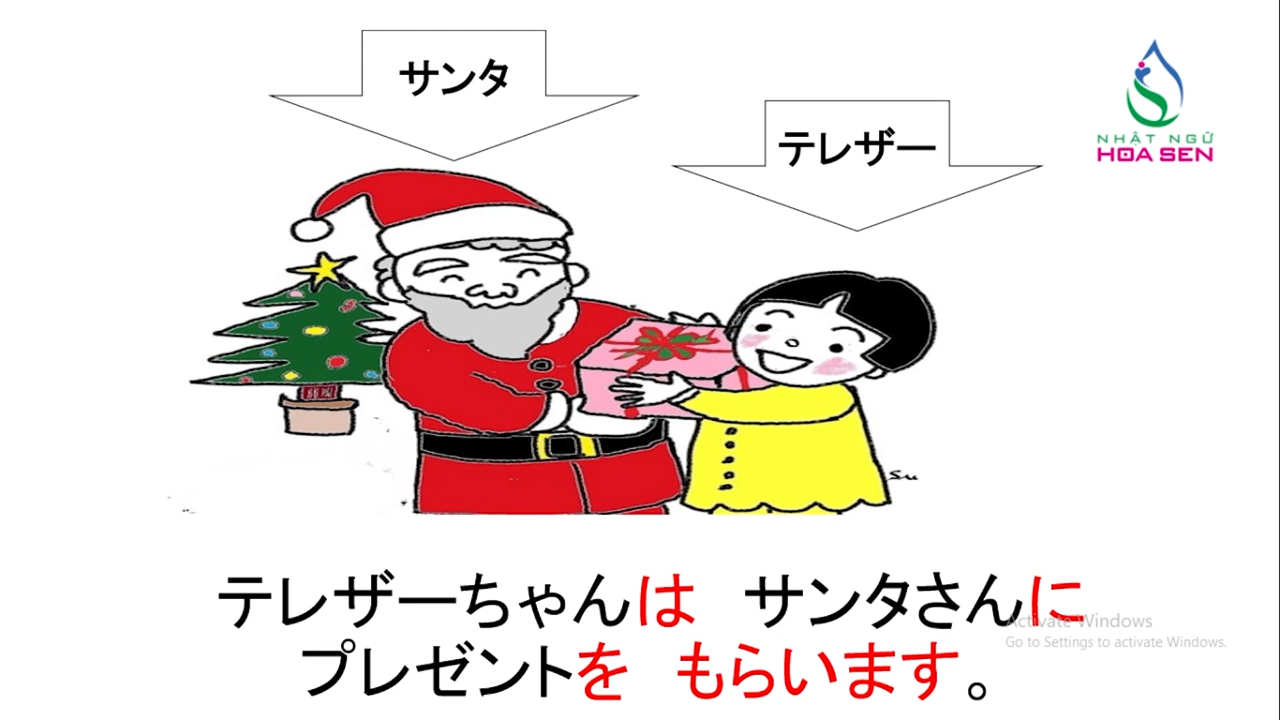 サンタ
テレザー
NHẬT NGỮ
HOA SEN
Su
テレザーちゃんは サンタさんに
プレゼントを もらいます。
Activate Windows
Go to Settings to activate Windows.